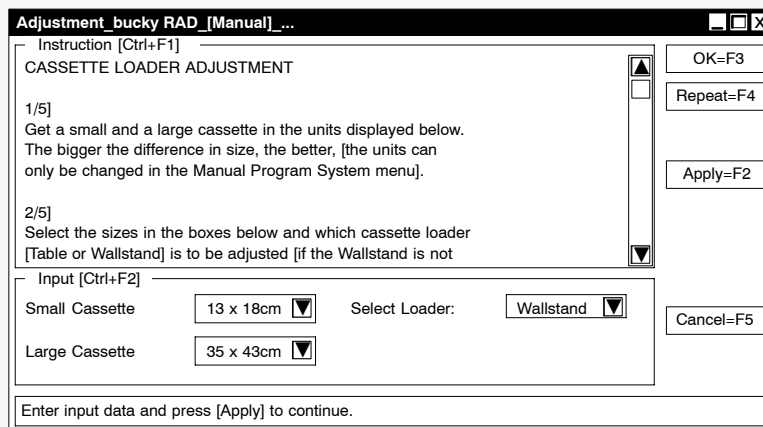 Adjustment_bucky RAD_[Manual]_...
Instruction [Ctrl+F1]
CASSETTE LOADER ADJUSTMENT
1/5]
Get a small and a large cassette in the units displayed below.
The bigger the difference in size, the better, [the units can
only be changed in the Manual Program System menu].
2/5]
Select the sizes in the boxes below and which cassette loader
[Table or Wallstand] is to be adjusted [if the Wallstand is not
OK=F3
Repeat=F4
Apply=F2
Cancel=F5
Input [Ctrl+F2]
Small Cassette 13 x 18cm Select Loader: Wallstand
Large Cassette 35 x 43cm
Enter input data and press [Apply] to continue.